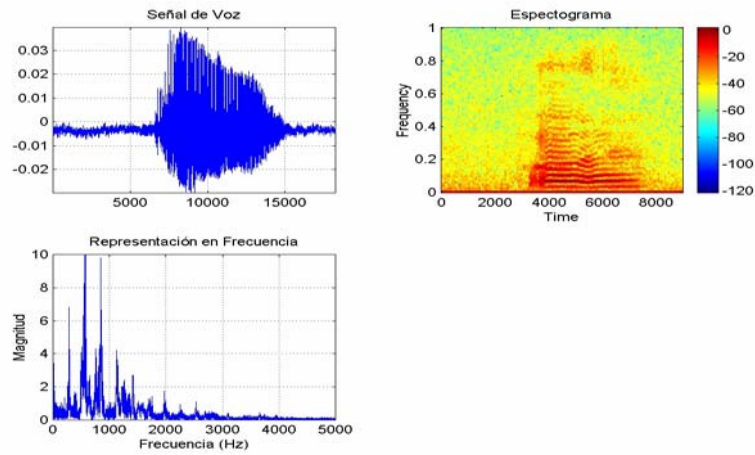 Señal de Voz
0.03
0.02
0.01
0
-0.01
-0.02
5000 10000 15000
Espectograma
1
0.8
0.6
0.4
0.2
0
Frequency
0 2000 4000 6000 8000
Time
0
-20
-40
-60
-80
-100
-120
Representación en Frecuencia
10
8
6
4
2
0
Magnitud
0 1000 2000 3000 4000 5000
Frecuencia (Hz)